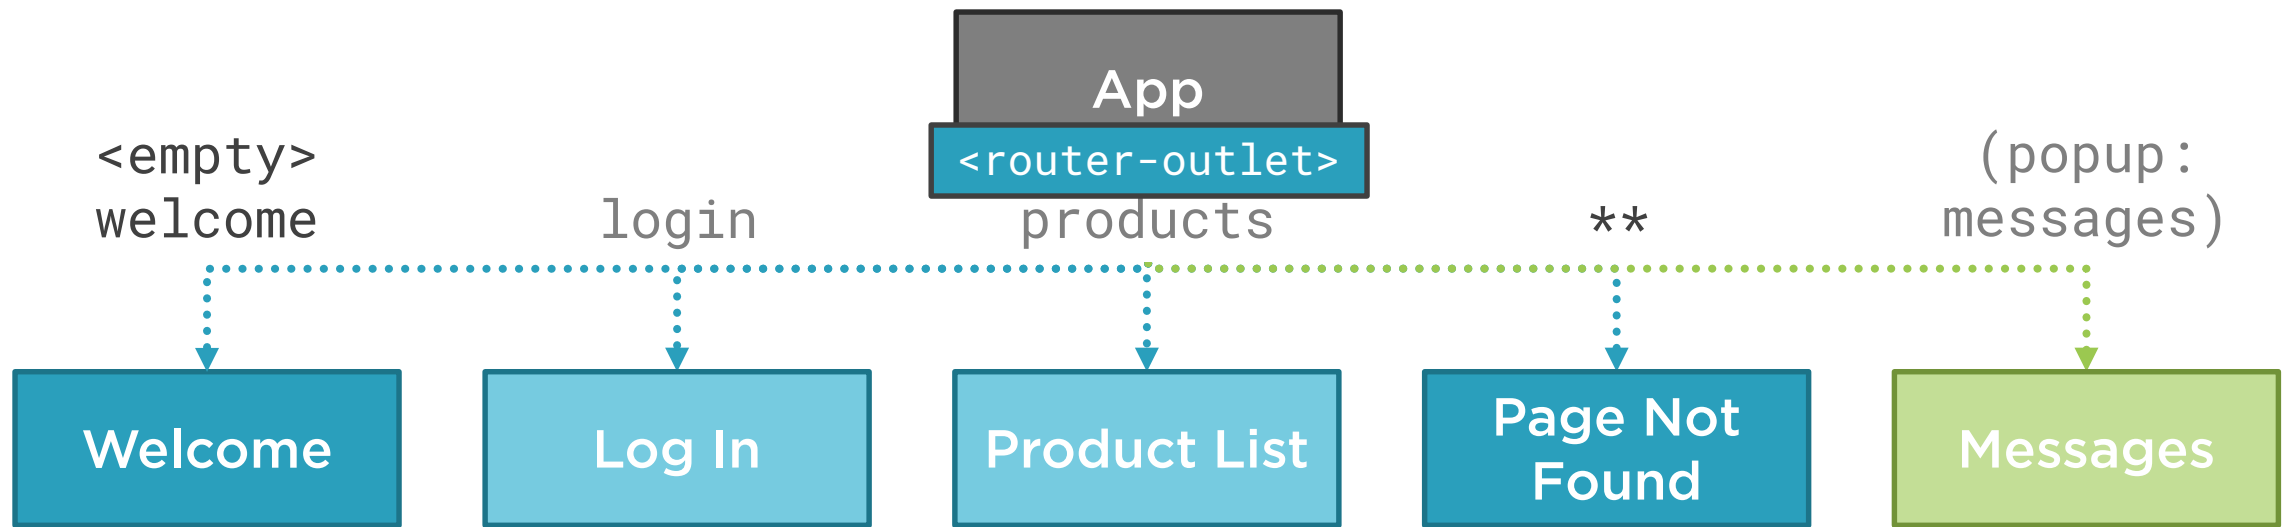 App
<router-outlet>
<empty>
welcome
login
products
**
(popup:
messages)
Welcome
Log In
Product List
Page Not
Found
Messages